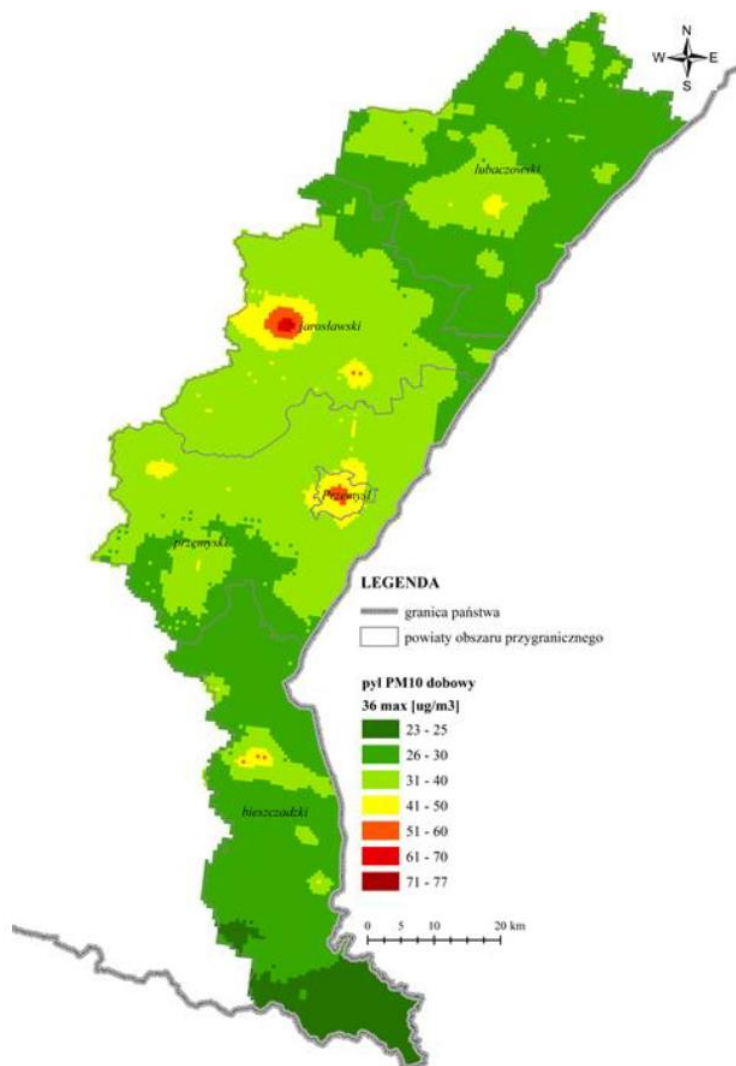 N
W E
S
lubaczowski
jarosławski
Przemyśl
przemyski
LEGENDA
granica państwa
powiaty obszaru przygranicznego
pył PM10 dobowy
36 max [ug/m3]
23 - 25
26 - 30
31 - 40
41 - 50
51 - 60
61 - 70
71 - 77
bieszczadzki
0 5 10 20 km